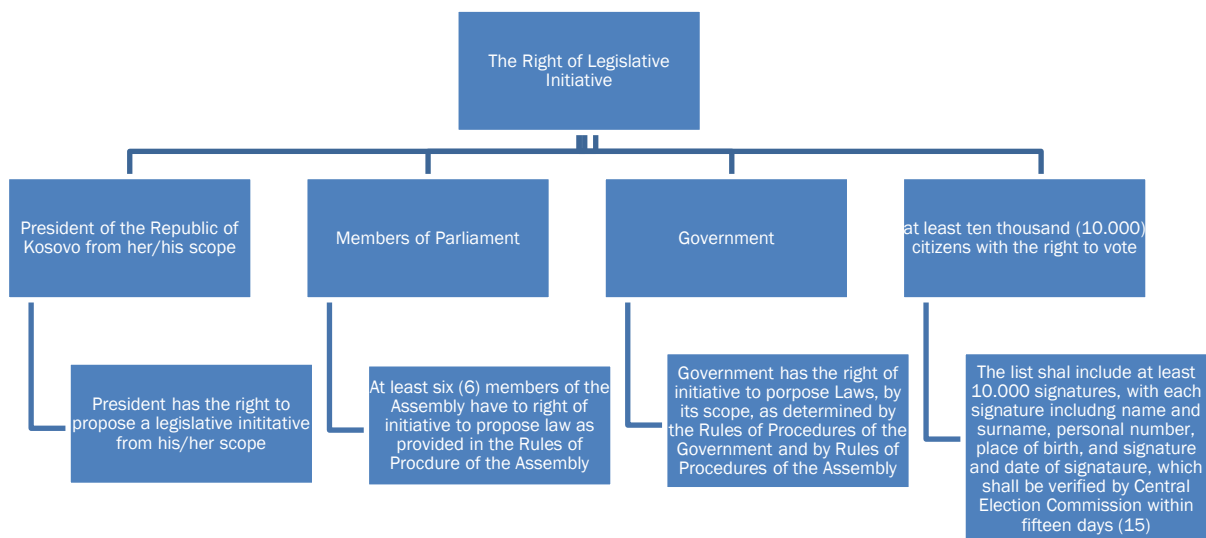 The Right of Legislative
Initiative
President of the Republic of
Kosovo from her/his scope
Members of Parliament
Government
at least ten thousand (10.000)
citizens with the right to vote
President has the right to
propose a legislative inititative
from his/her scope
At least six (6) members of the
Assembly have to right of
initiative to propose law as
provided in the Rules of
Procdure of the Assembly
Government has the right of
initiative to porpose Laws, by
its scope, as determined by
the Rules of Procedures of the
Government and by Rules of
Procedures of the Assembly
The list shal include at least
10.000 signatures, with each
signature includng name and
surname, personal number,
place of birth, and signature
and date of signataure, which
shall be verified by Central
Election Commission within
fifteen days (15)